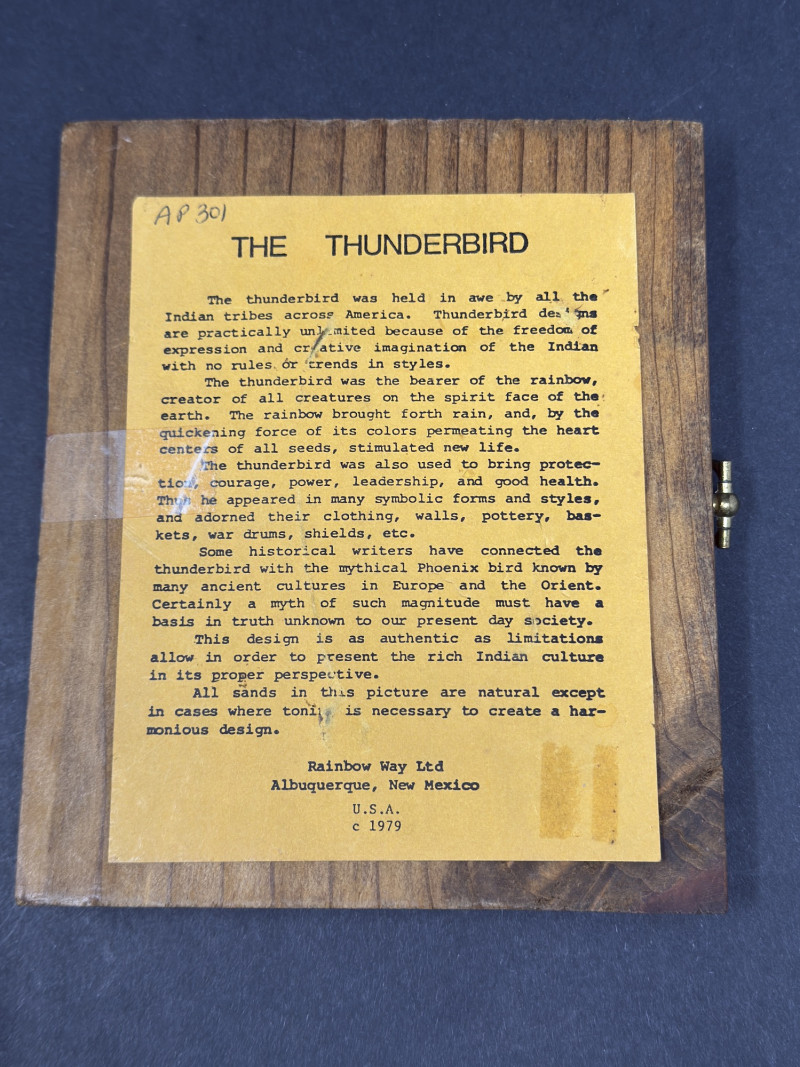 AP 301
THE THUNDERBIRD
The thunderbird was held in awe by all the
Indian tribes across America. Thunderbird designs
are practically unlimited because of the freedom of
expression and creative imagination of the Indian
with no rules or trends in styles.
The thunderbird was the bearer of the rainbow,
creator of all creatures on the spirit face of the
earth. The rainbow brought forth rain, and, by the
quickening force of its colors permeating the heart
centers of all seeds, stimulated new life.
The thunderbird was also used to bring protec-
tion, courage, power, leadership, and good health.
Thus he appeared in many symbolic forms and styles,
and adorned their clothing, walls, pottery, bas-
kets, war drums, shields, etc.
Some historical writers have connected the
thunderbird with the mythical Phoenix bird known by
many ancient cultures in Europe and the Orient.
Certainly a myth of such magnitude must have a
basis in truth unknown to our present day society.
This design is as authentic as limitations
allow in order to present the rich Indian culture
in its proper perspective.
All sands in this picture are natural except
in cases where is necessary to create a har-
monious design.
Rainbow Way Ltd
Albuquerque, New Mexico
U.S.A.
c 1979